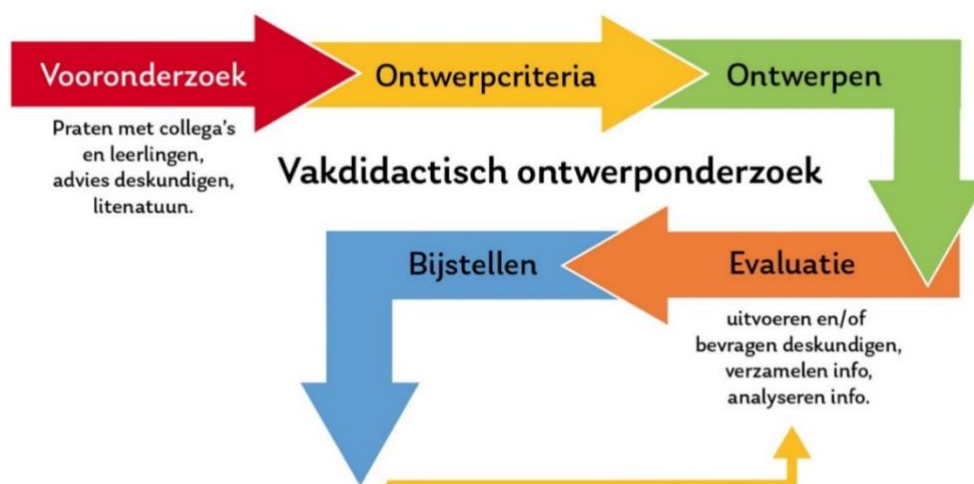 Vooronderzoek
Praten met collega's
en leerlingen,
advies deskundigen,
litenatuun.
Ontwerpcriteria
Ontwerpen
Vakdidactisch ontwerponderzoek
Evaluatie
uitvoeren en/of
bevragen deskundigen,
verzamelen info,
analyseren info.
Bijstellen